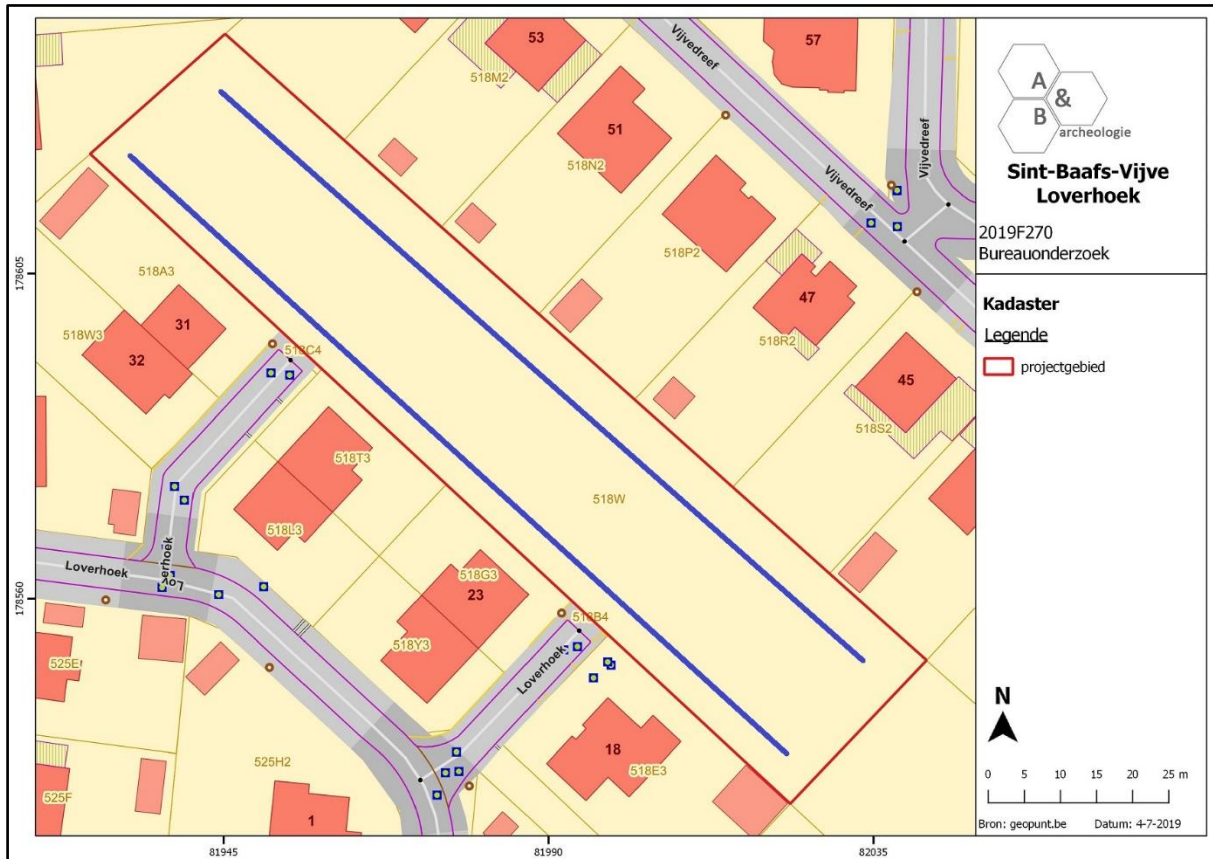 53
57
518M2
Vijvedreef
51
518N2
Vijvedreef
Vijvedreef
518P2
47
518R2
45
518S2
178605
518A3
518W3
31
32
518C4
518T3
518W
518L3
Loverhoek
518G3
23
518B4
178560
518Y3
Loverhoek
525E
18
518E3
525H2
525F
1
81945
81990
82035
A
&
B
archeologie
Sint-Baafs-Vijve
Loverhoek
2019F270
Bureauonderzoek
Kadaster
Legende
projectgebied
N
0 5 10 15 20 25 m
Bron: geopunt.be Datum: 4-7-2019